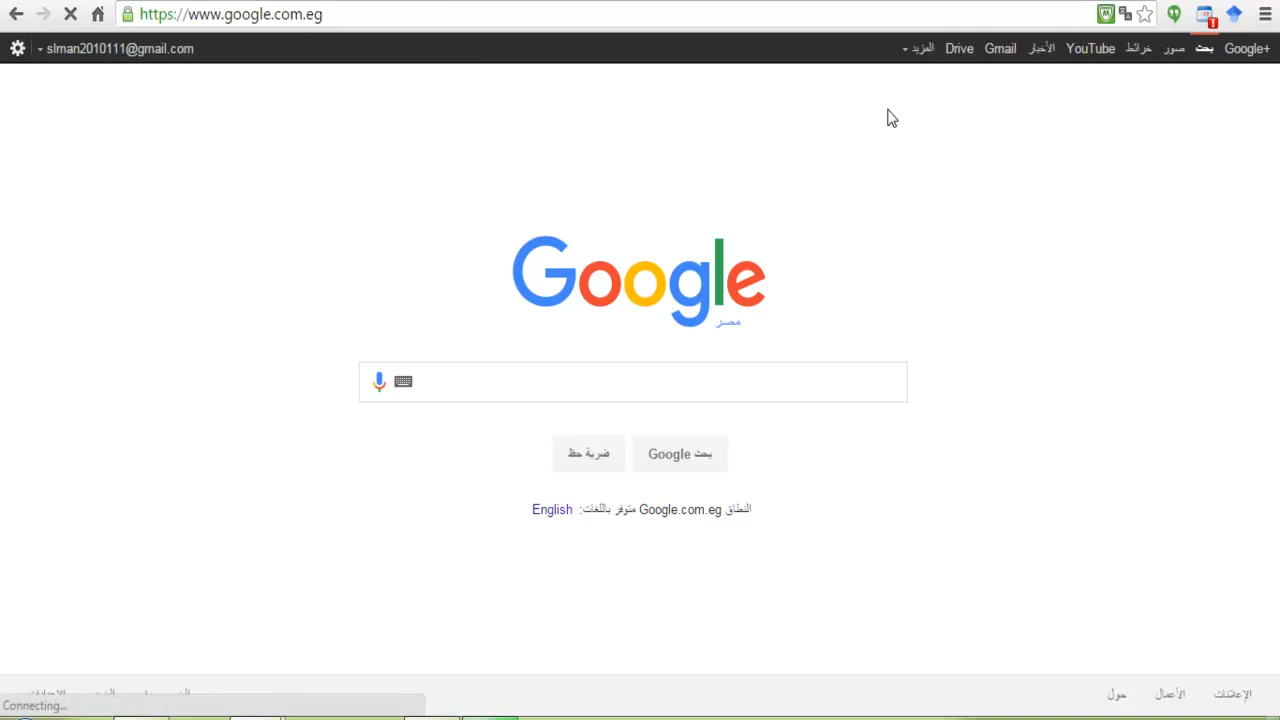 https://www.google.com.eg
slman2010111@gmail.com
Google+ بحث صور خرائط YouTube الأخبار Gmail Drive المزيد
Google
مصر
بحث Google ضربة حظ
النطاق Google.com.eg متوفر باللغات: English
الإعلانات الأعمال حول
Connecting...